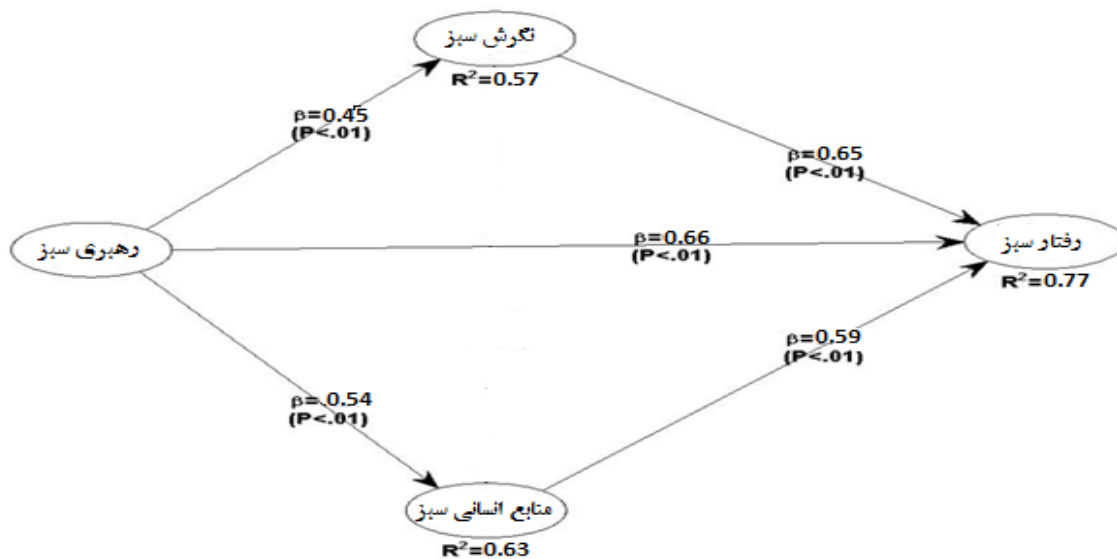 نگرش سبز
R²=0.57
β=0.45
(P<.01)
β=0.65
(P<.01)
رهبری سبز
β=0.66
(P<.01)
رفتار سبز
R²=0.77
β=0.59
(P<.01)
β= 0.54
(P<.01)
منابع انسانی سبز
R²=0.63